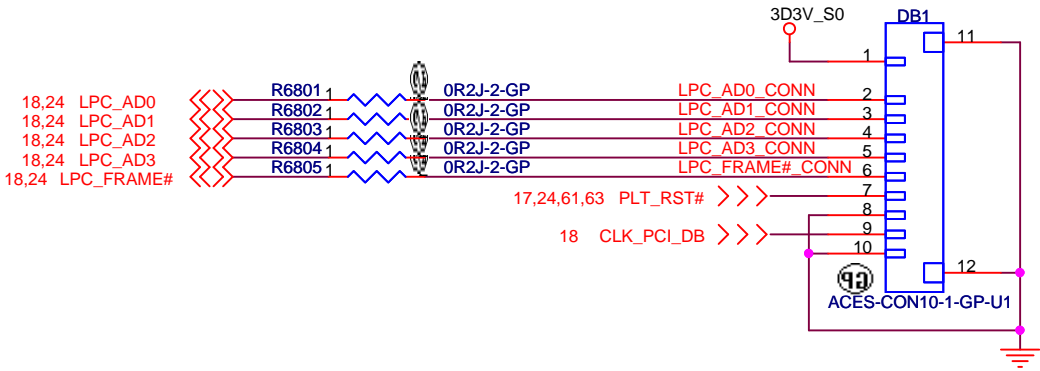 3D3V_S0
DB1
11
1
R6801 1 0R2J-2-GP LPC_AD0_CONN
18,24 LPC_AD0 2
R6802 1 0R2J-2-GP LPC_AD1_CONN
18,24 LPC_AD1 3
R6803 1 0R2J-2-GP LPC_AD2_CONN
18,24 LPC_AD2 4
R6804 1 0R2J-2-GP LPC_AD3_CONN
18,24 LPC_AD3 5
R6805 1 0R2J-2-GP LPC_FRAME#_CONN
18,24 LPC_FRAME# 6
17,24,61,63 PLT_RST# 7
8
18 CLK_PCI_DB 9
10
12
GP
ACES-CON10-1-GP-U1